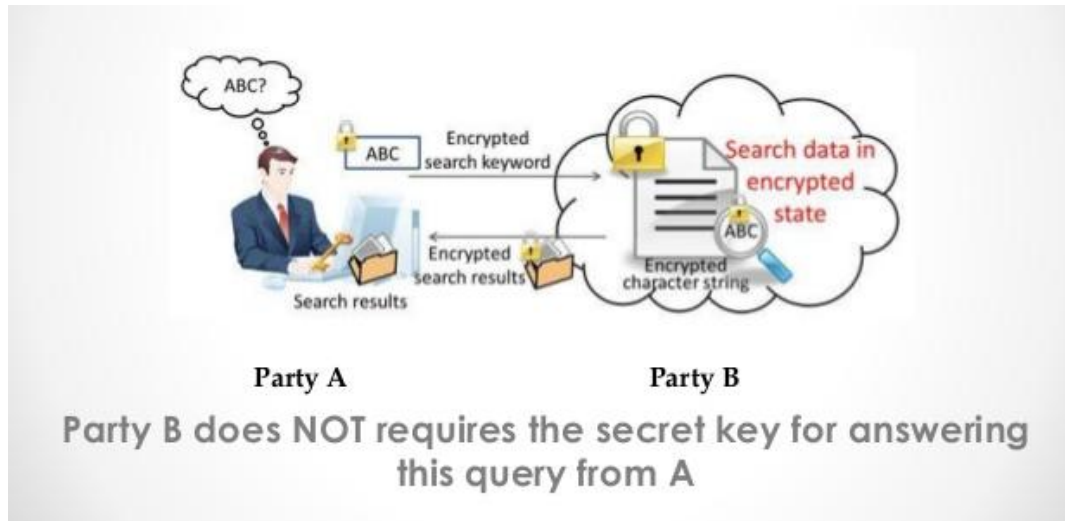 ABC?
ABC
Encrypted
search keyword
Search data in
encrypted
state
ABC
Encrypted
search results
Encrypted
character string
Search results
Party A
Party B
Party B does NOT requires the secret key for answering
this query from A